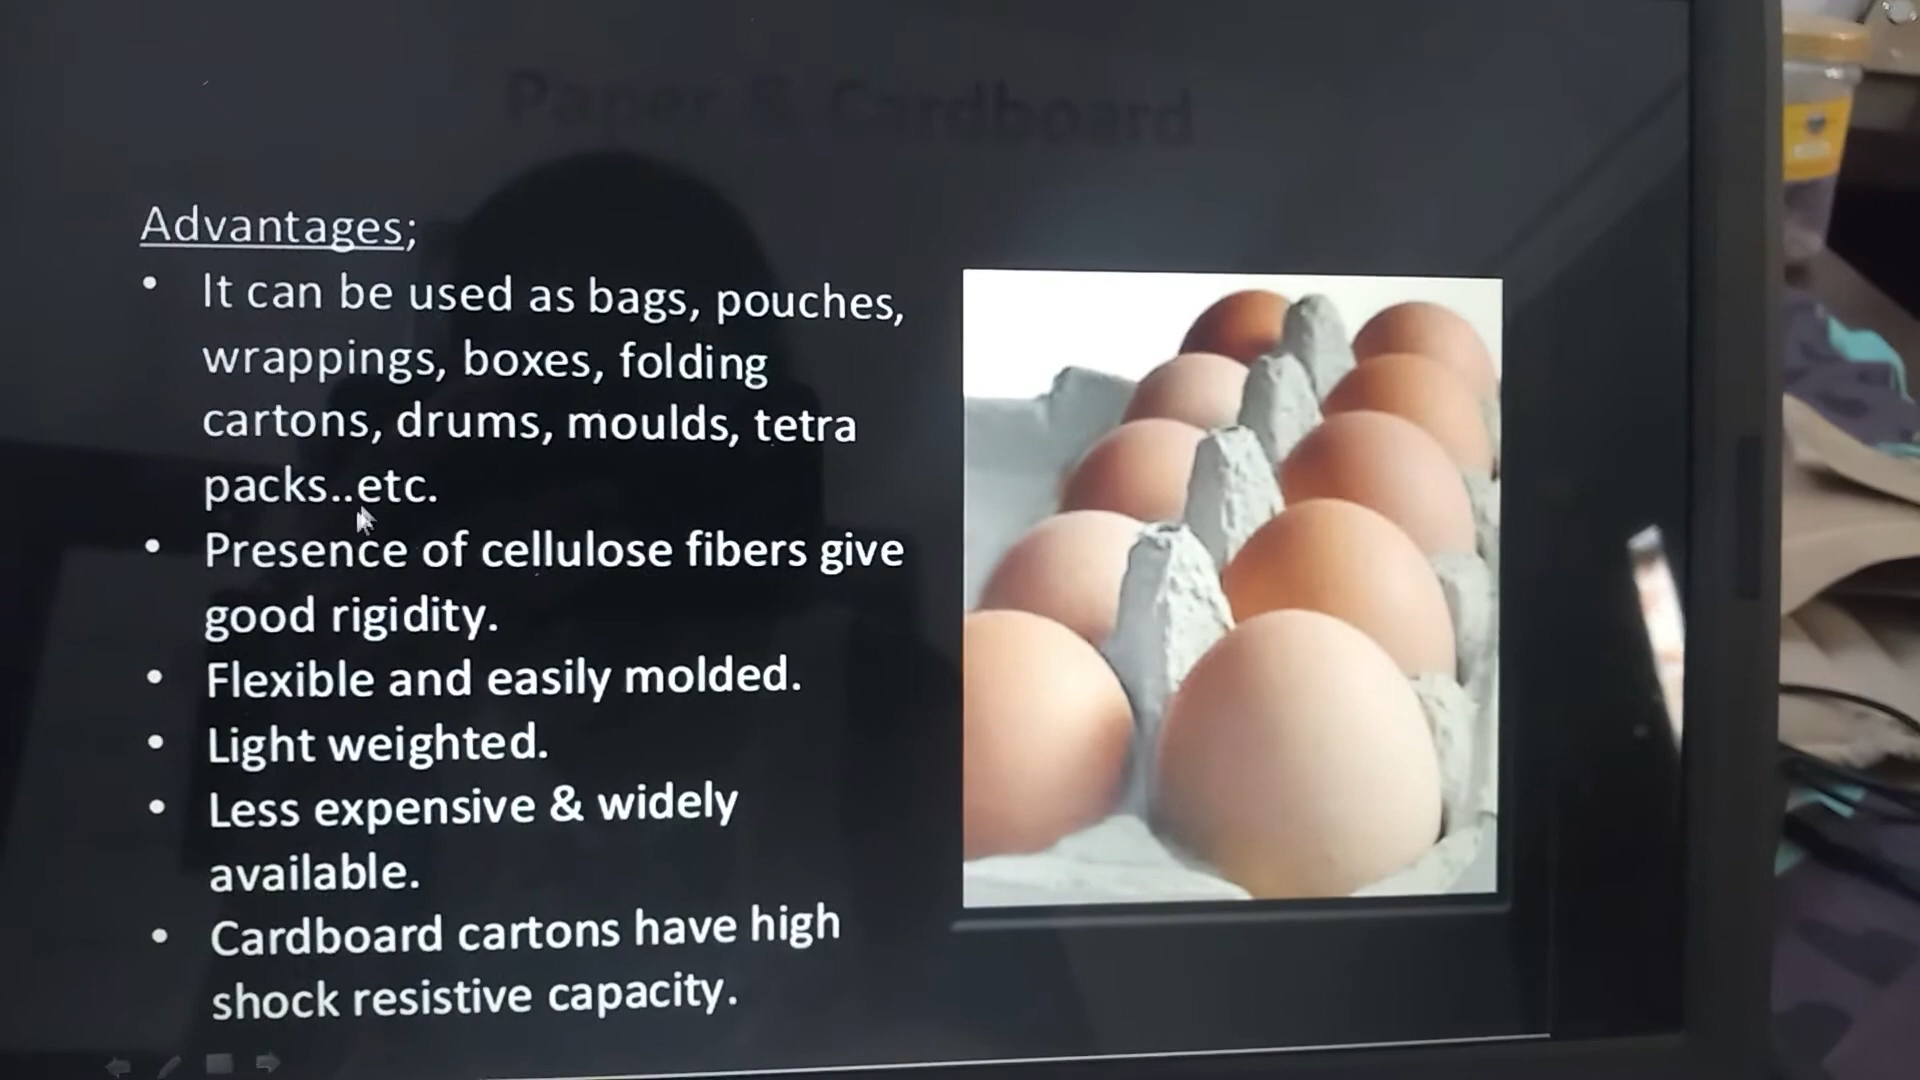 Paper & Cardboard
Advantages;
• It can be used as bags, pouches,
wrappings, boxes, folding
cartons, drums, moulds, tetra
packs..etc.
• Presence of cellulose fibers give
good rigidity.
• Flexible and easily molded.
• Light weighted.
• Less expensive & widely
available.
• Cardboard cartons have high
shock resistive capacity.